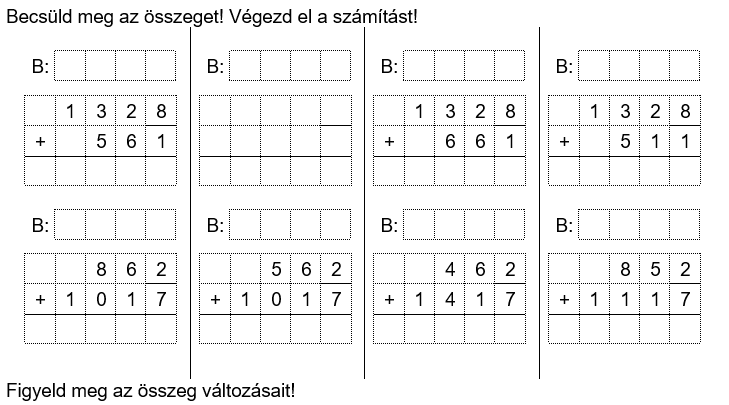 Becsüld meg az összeget! Végezd el a számítást!
B: B: B: B:
1 3 2 8 1 3 2 8 1 3 2 8
+ 5 6 1 + 6 6 1 + 5 1 1
B: B: B: B:
8 6 2 5 6 2 4 6 2 8 5 2
+ 1 0 1 7 + 1 0 1 7 + 1 4 1 7 + 1 1 1 7
Figyeld meg az összeg változásait!